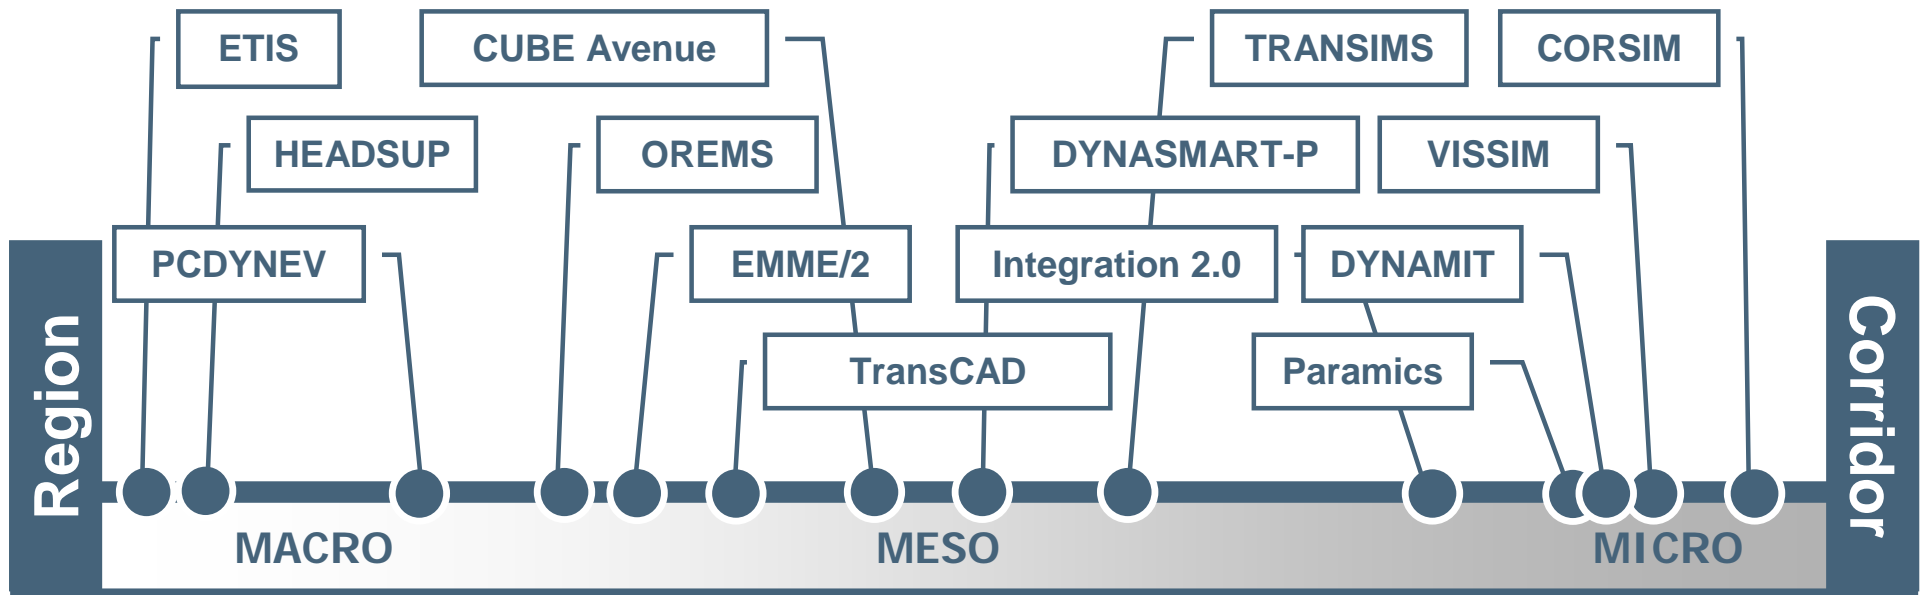 ETIS
CUBE Avenue
TRANSIMS
CORSIM
HEADSUP
OREMS
DYNASMART-P
VISSIM
PCDYNEV
EMME/2
Integration 2.0
DYNAMIT
TransCAD
Paramics
Region
Corridor
MACRO
MESO
MICRO